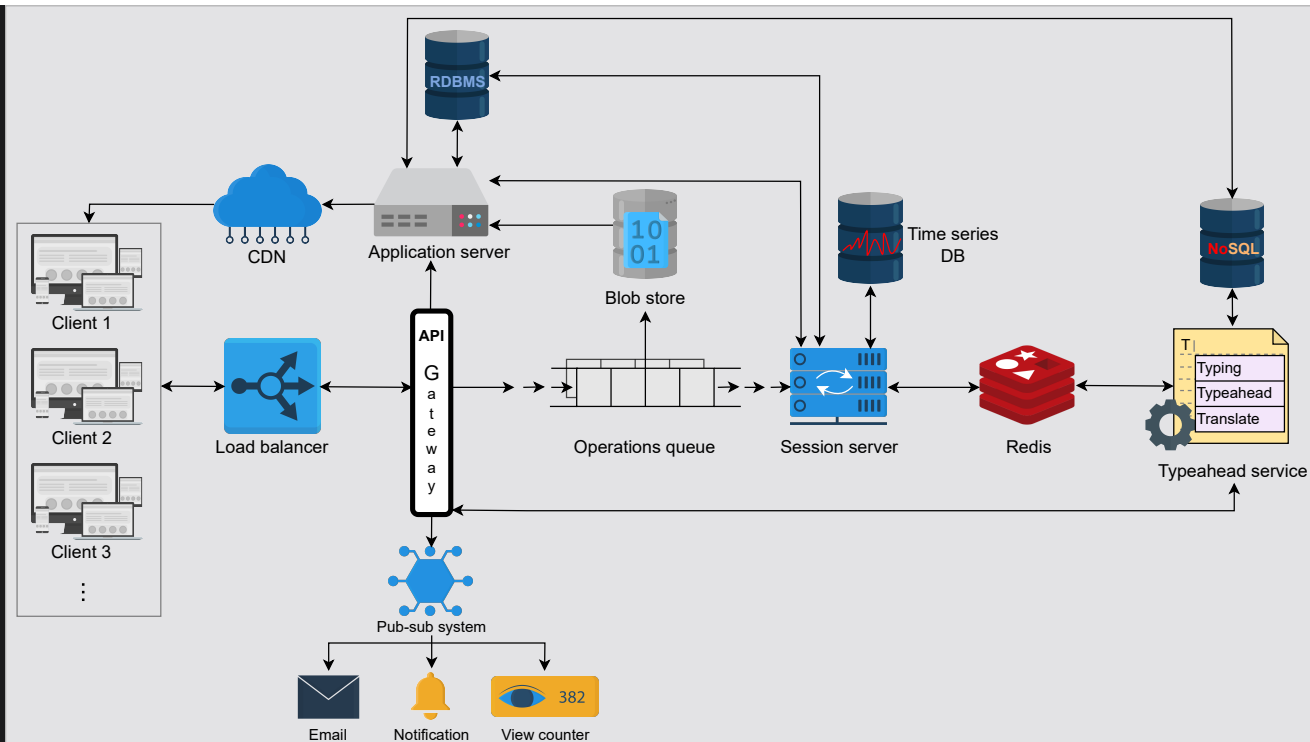 RDBMS
CDN
Application server
10
01
Blob store
Time series
DB
NoSQL
Client 1
Client 2
Client 3
⋮
Load balancer
API
G
a
t
e
w
a
y
Operations queue
Session server
Redis
T|
Typing
Typeahead
Translate
Typeahead service
Pub-sub system
382
Email
Notification
View counter